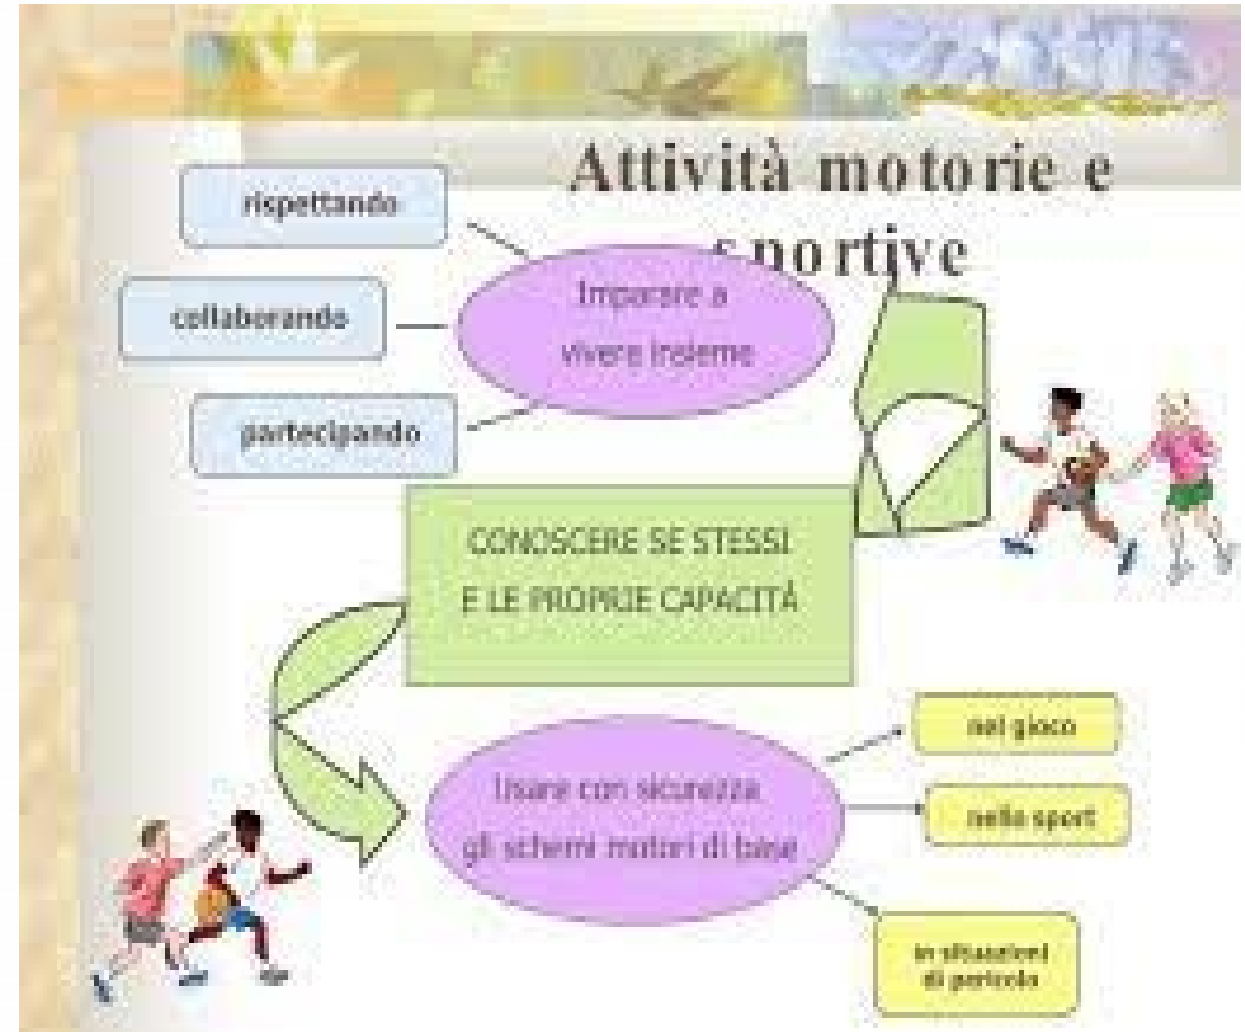 Attività motorie e
sportive
rispettando
collaborando
partecipando
Imparare a
vivere insieme
CONOSCERE SE STESSI
E LE PROPRIE CAPACITÀ
Usare con sicurezza
gli schemi motori di base
nel gioco
nello sport
in situazioni
di pericolo